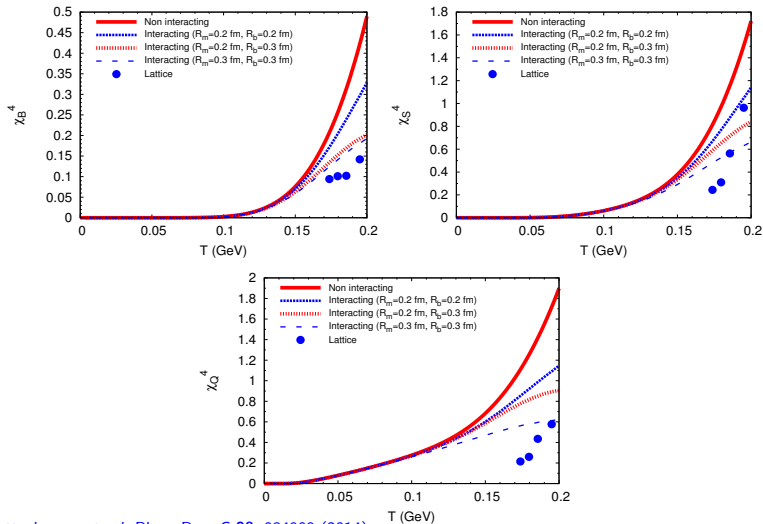 0.5
0.45
0.4
0.35
0.3
0.25
0.2
0.15
0.1
0.05
0
χ_B^4
Non interacting
Interacting (R_m=0.2 fm, R_b=0.2 fm)
Interacting (R_m=0.2 fm, R_b=0.3 fm)
Interacting (R_m=0.3 fm, R_b=0.3 fm)
Lattice
0 0.05 0.1 0.15 0.2
T (GeV)
1.8
1.6
1.4
1.2
1
0.8
0.6
0.4
0.2
0
χ_S^4
Non interacting
Interacting (R_m=0.2 fm, R_b=0.2 fm)
Interacting (R_m=0.2 fm, R_b=0.3 fm)
Interacting (R_m=0.3 fm, R_b=0.3 fm)
Lattice
0 0.05 0.1 0.15 0.2
T (GeV)
2
1.8
1.6
1.4
1.2
1
0.8
0.6
0.4
0.2
0
χ_Q^4
Non interacting
Interacting (R_m=0.2 fm, R_b=0.2 fm)
Interacting (R_m=0.2 fm, R_b=0.3 fm)
Interacting (R_m=0.3 fm, R_b=0.3 fm)
Lattice
0 0.05 0.1 0.15 0.2
T (GeV)